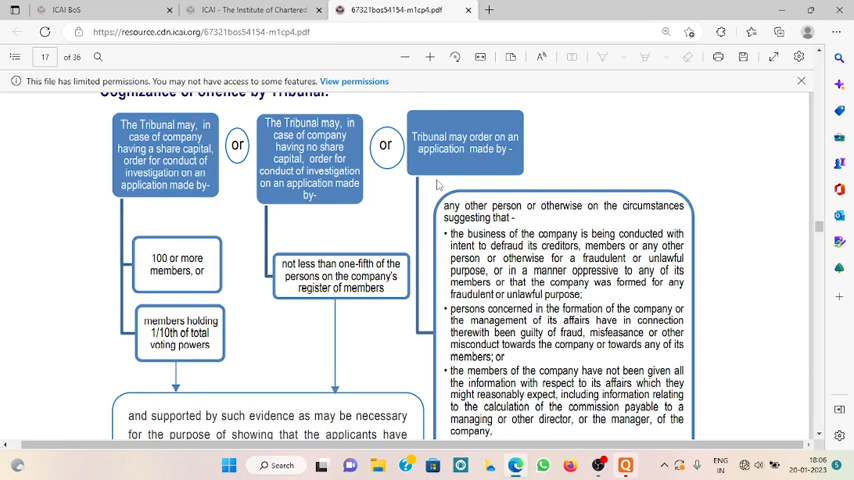 ICAI BoS
ICAI - The Institute of Chartered
67321bos54154-m1cp4.pdf
https://resource.cdn.icai.org/67321bos54154-m1cp4.pdf
17 of 36
This file has limited permissions. You may not have access to some features. View permissions
Cognizance of offence by Tribunal:
The Tribunal may, in
case of company
having a share capital,
order for conduct of
investigation on an
application made by-
or
The Tribunal may, in
case of company
having no share
capital, order for
conduct of investigation
on an application made
by-
or
Tribunal may order on an
application made by -
100 or more
members, or
members holding
1/10th of total
voting powers
not less than one-fifth of the
persons on the company's
register of members
any other person or otherwise on the circumstances
suggesting that -
• the business of the company is being conducted with
intent to defraud its creditors, members or any other
person or otherwise for a fraudulent or unlawful
purpose, or in a manner oppressive to any of its
members or that the company was formed for any
fraudulent or unlawful purpose;
• persons concerned in the formation of the company or
the management of its affairs have in connection
therewith been guilty of fraud, misfeasance or other
misconduct towards the company or towards any of its
members; or
• the members of the company have not been given all
the information with respect to its affairs which they
might reasonably expect, including information relating
to the calculation of the commission payable to a
managing or other director, or the manager, of the
company,
and supported by such evidence as may be necessary
for the purpose of showing that the applicants have
Search
ENG
IN
18:06
20-01-2023